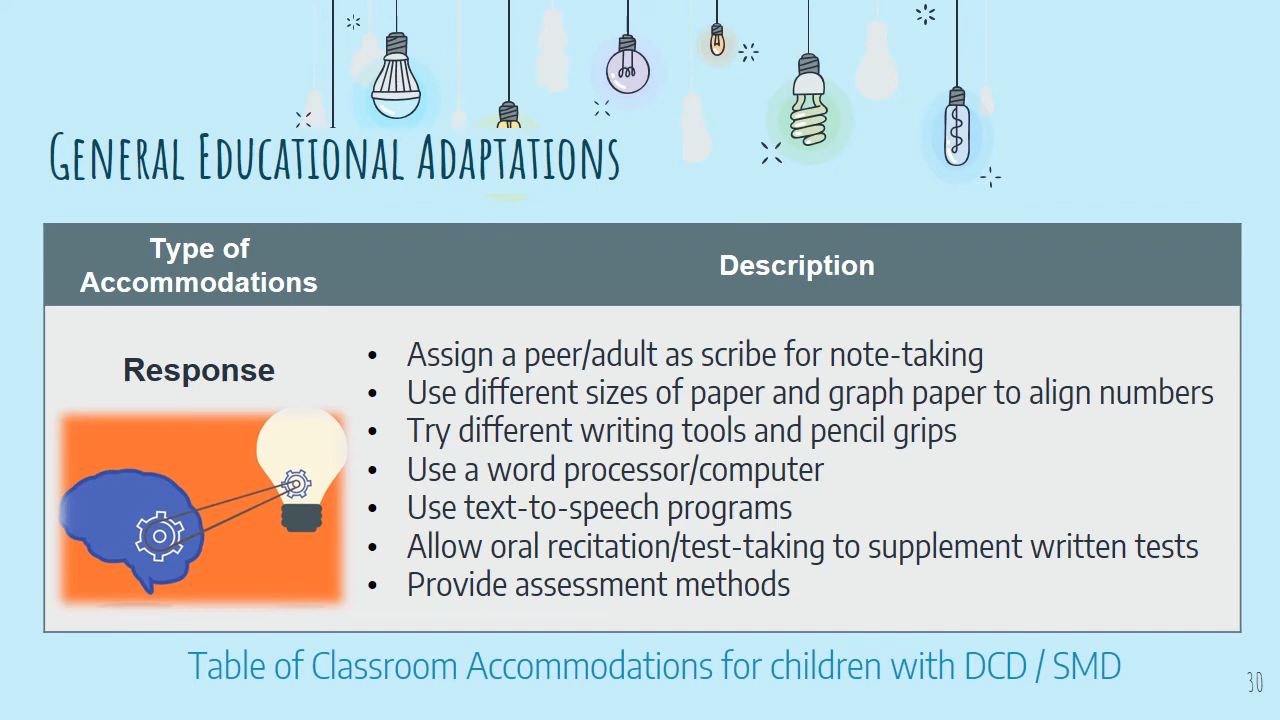 General Educational Adaptations
Type of
Accommodations
Description
Response
• Assign a peer/adult as scribe for note-taking
• Use different sizes of paper and graph paper to align numbers
• Try different writing tools and pencil grips
• Use a word processor/computer
• Use text-to-speech programs
• Allow oral recitation/test-taking to supplement written tests
• Provide assessment methods
Table of Classroom Accommodations for children with DCD / SMD
30